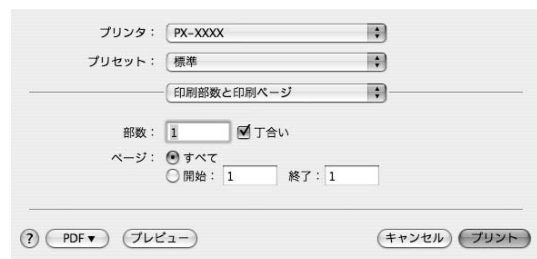 プリンタ： PX-XXXX
プリセット： 標準
印刷部数と印刷ページ
部数： 1 丁合い
ページ： すべて
開始： 1 終了： 1
? PDF▼ プレビュー キャンセル プリント